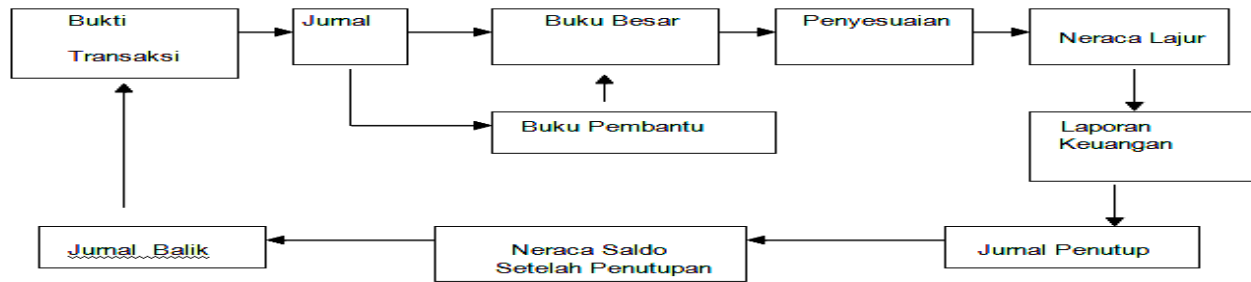 Bukti
Transaksi
Jurnal
Buku Besar
Penyesuaian
Neraca Lajur
Buku Pembantu
Laporan
Keuangan
Jurnal Penutup
Neraca Saldo
Setelah Penutupan
Jurnal Balik